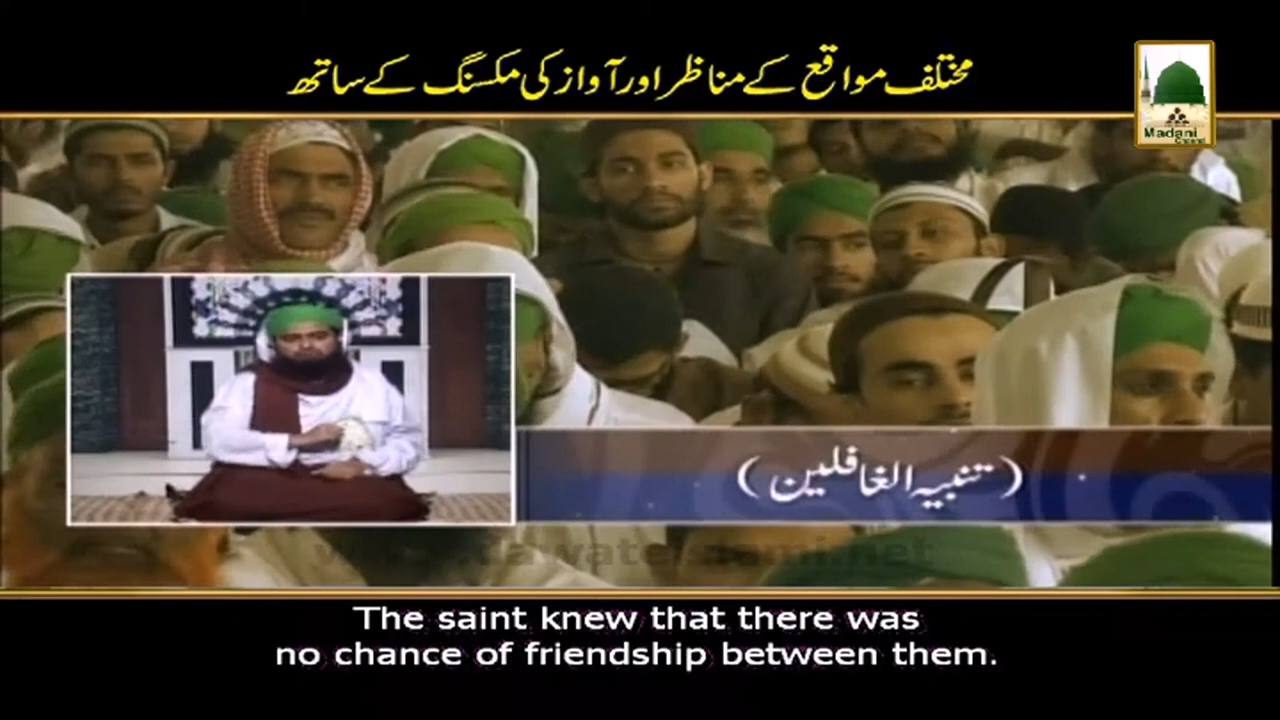 مختلف مواقع کے مناظر اور آواز کی مکسنگ کے ساتھ
Madani
(تنبیہ الغافلین)
The saint knew that there was
no chance of friendship between them.